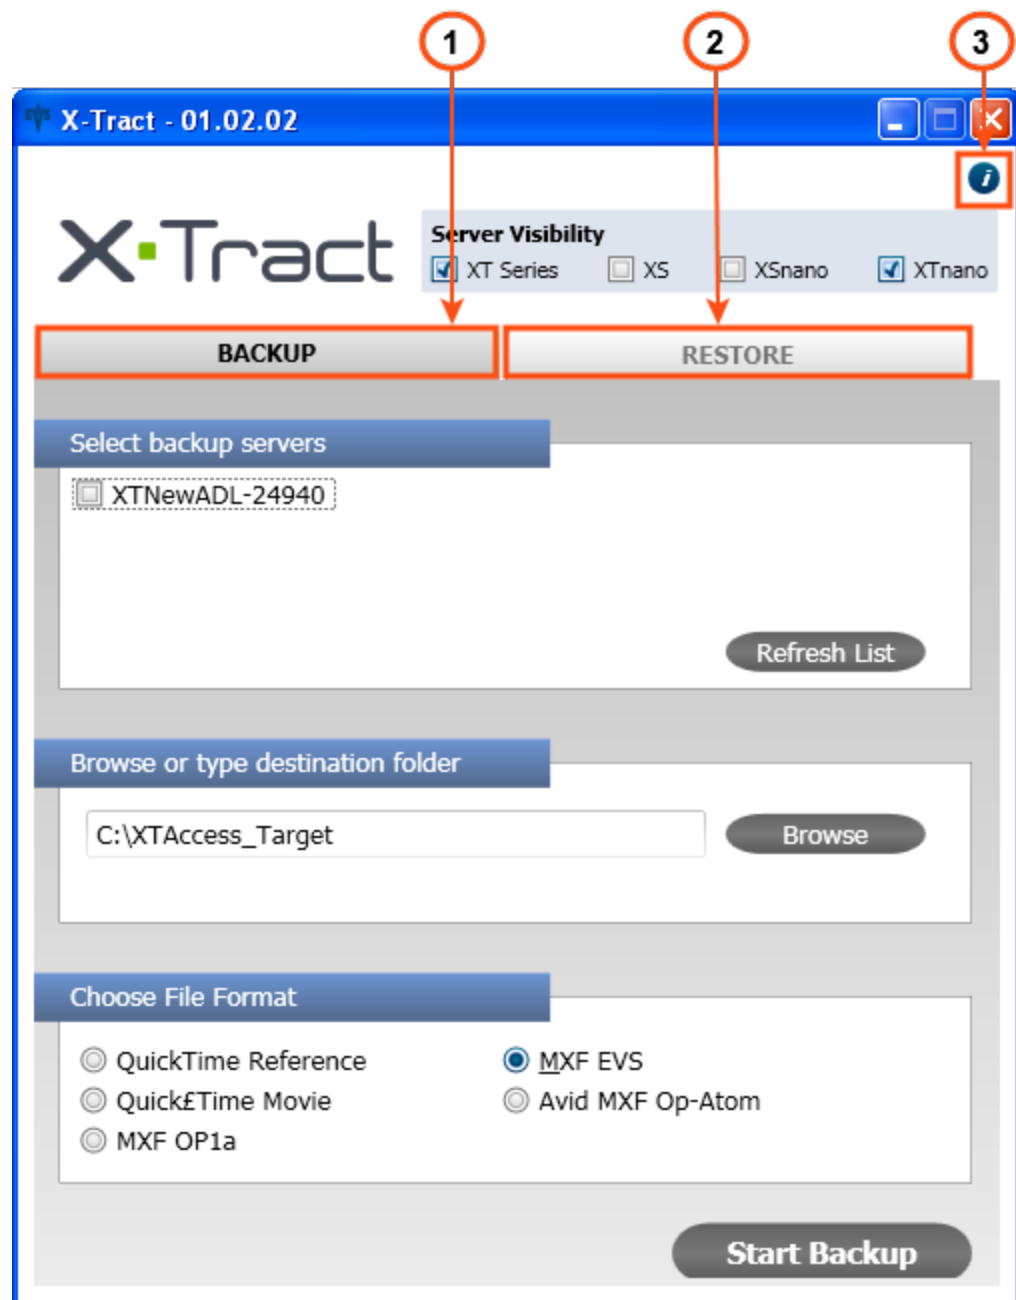 1 2 3
X-Tract - 01.02.02
i
X·Tract
Server Visibility
XT Series XS XSnano XTnano
BACKUP RESTORE
Select backup servers
XTNewADL-24940
Refresh List
Browse or type destination folder
C:\XTAccess_Target Browse
Choose File Format
QuickTime Reference MXF EVS
Quick£Time Movie Avid MXF Op-Atom
MXF OP1a
Start Backup